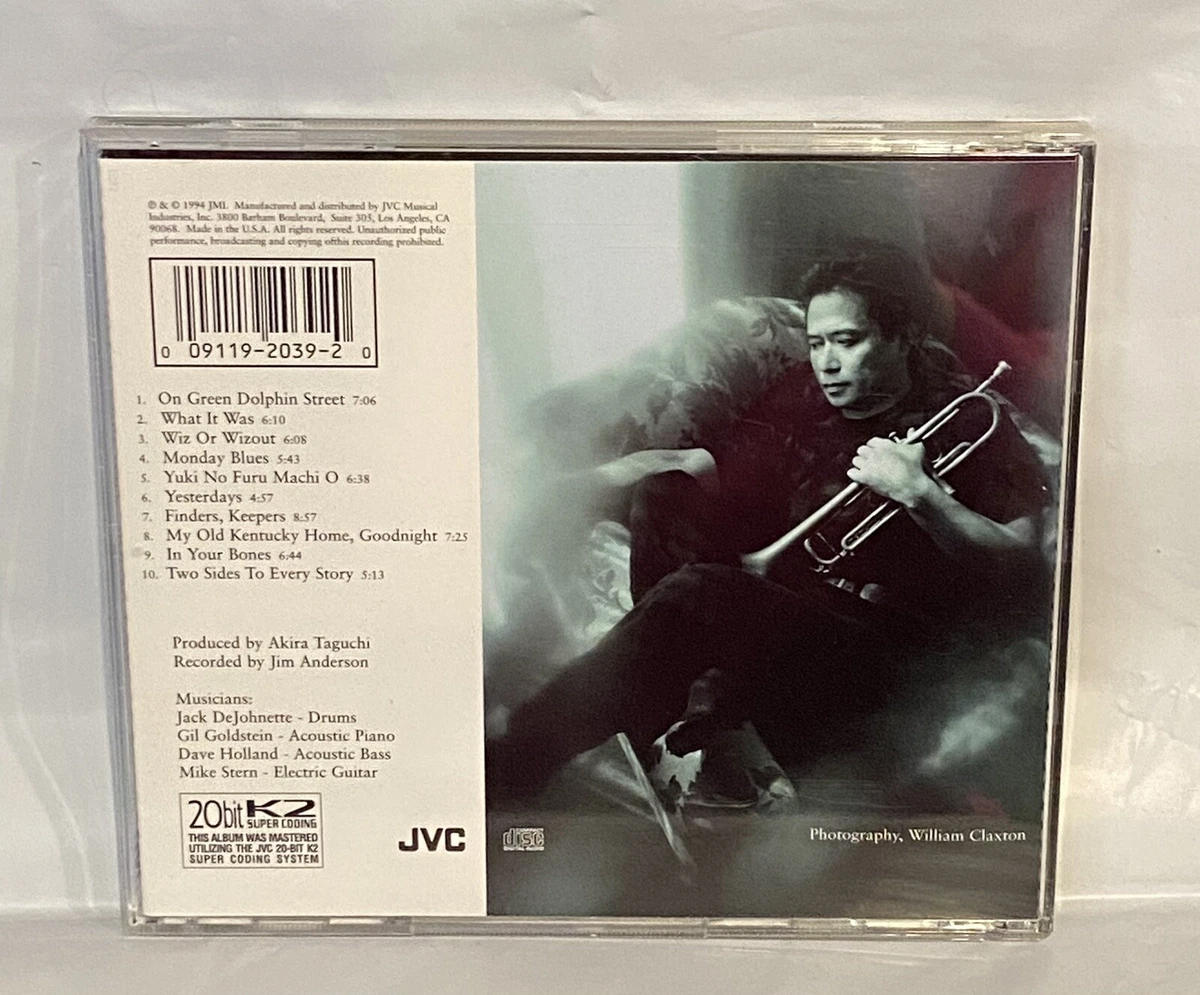 ℗ & © 1994 JMI. Manufactured and distributed by JVC Musical
Industries, Inc. 3800 Barham Boulevard, Suite 305, Los Angeles, CA
90068. Made in the U.S.A. All rights reserved. Unauthorized public
performance, broadcasting and copying ofthis recording prohibited.
0 09119-2039-2 0
1. On Green Dolphin Street 7:06
2. What It Was 6:10
3. Wiz Or Wizout 6:08
4. Monday Blues 5:43
5. Yuki No Furu Machi O 6:38
6. Yesterdays 4:57
7. Finders, Keepers 8:57
8. My Old Kentucky Home, Goodnight 7:25
9. In Your Bones 6:44
10. Two Sides To Every Story 5:13
Produced by Akira Taguchi
Recorded by Jim Anderson
Musicians:
Jack DeJohnette - Drums
Gil Goldstein - Acoustic Piano
Dave Holland - Acoustic Bass
Mike Stern - Electric Guitar
20bit K2
SUPER CODING
THIS ALBUM WAS MASTERED
UTILIZING THE JVC 20-BIT K2
SUPER CODING SYSTEM
JVC
COMPACT
disc
DIGITAL AUDIO
Photography, William Claxton